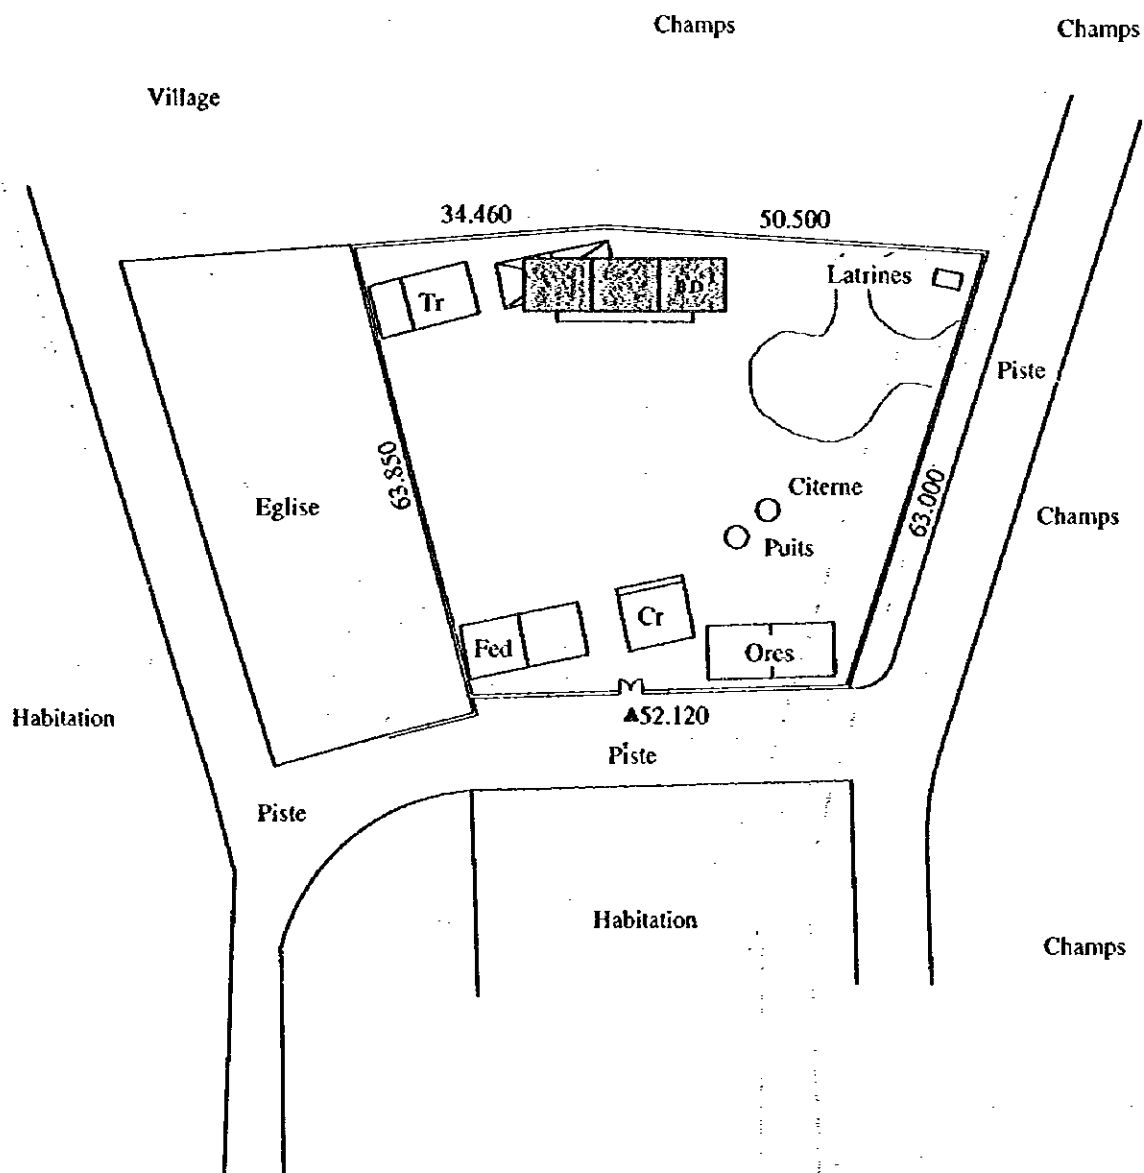 Champs
Champs
Village
34.460
50.500
Latrines
Tr
BD
Piste
63.850
Citerne
63.000
Eglise
Puits
Champs
Cr
Fed
Ores
Habitation
52.120
Piste
Piste
Habitation
Champs